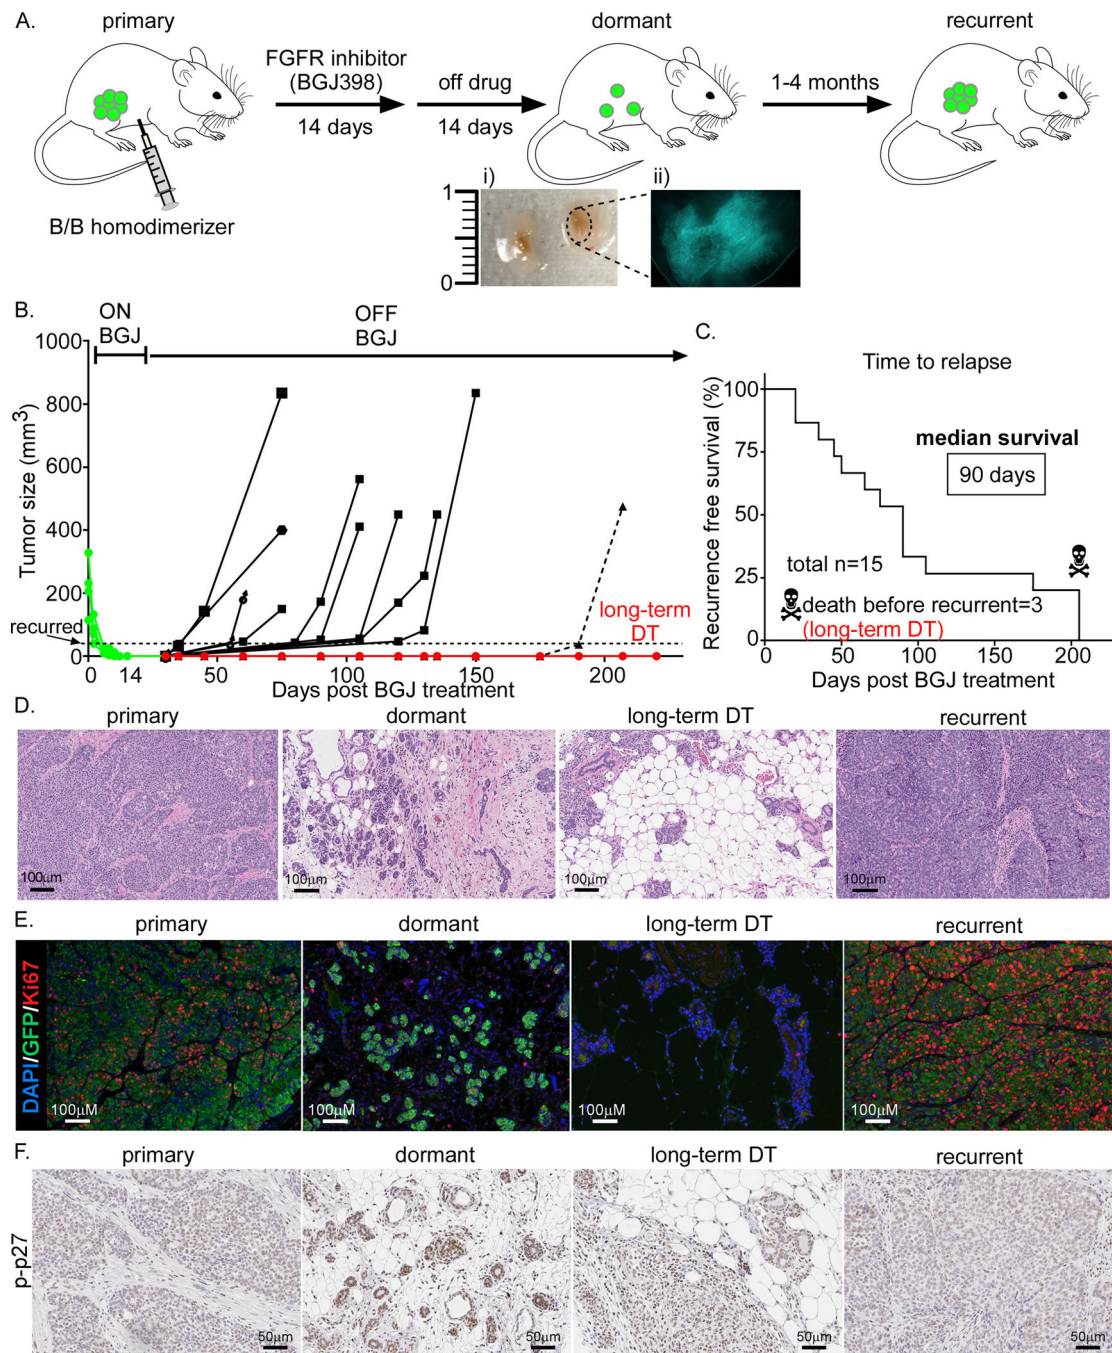 A.
primary
dormant
recurrent
FGFR inhibitor
(BGJ398)
14 days
off drug
14 days
1-4 months
B/B homodimerizer
i)
ii)
1
0
B.
ON
BGJ
OFF
BGJ
1000
800
600
400
200
0
Tumor size (mm3)
recurred
long-term
DT
0
14
50
100
150
200
Days post BGJ treatment
C.
Time to relapse
Recurrence free survival (%)
100
75
50
25
0
median survival
90 days
total n=15
death before recurrent=3
(long-term DT)
0
50
100
150
200
Days post BGJ treatment
D.
primary
dormant
long-term DT
recurrent
100μm
100μm
100μm
100μm
E.
primary
dormant
long-term DT
recurrent
DAPI/GFP/Ki67
100μM
100μM
100μM
100μM
F.
primary
dormant
long-term DT
recurrent
p-p27
50μm
50μm
50μm
50μm